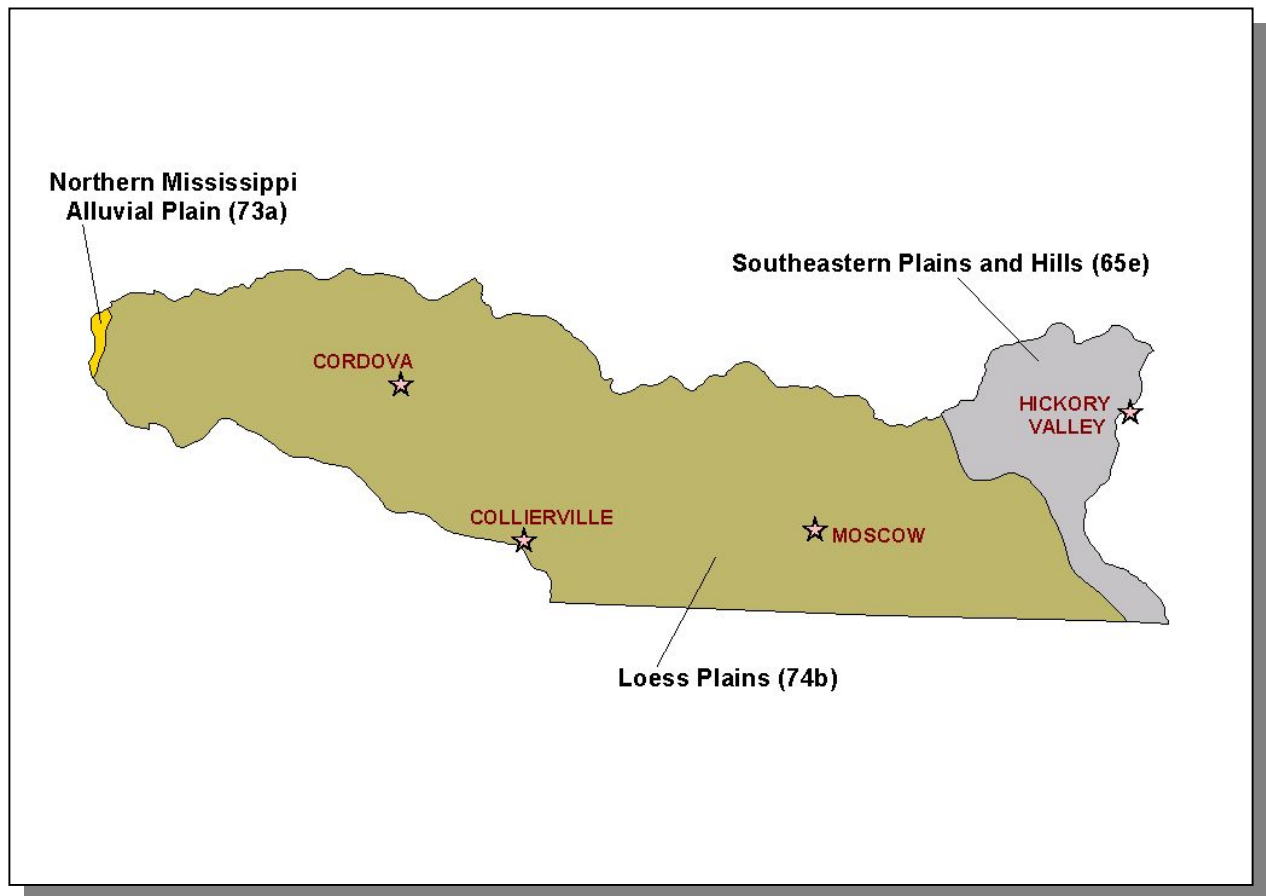 Northern Mississippi
Alluvial Plain (73a)
Southeastern Plains and Hills (65e)
CORDOVA
HICKORY
VALLEY
COLLIERVILLE
MOSCOW
Loess Plains (74b)